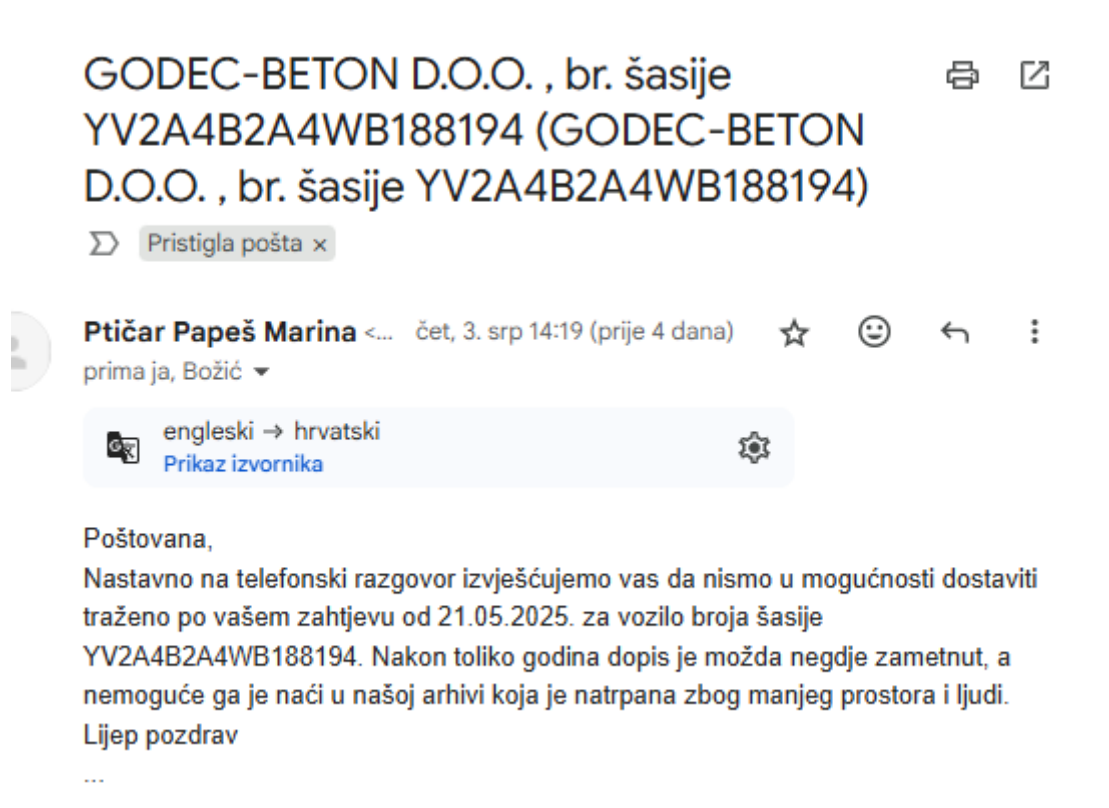 GODEC-BETON D.O.O. , br. šasije
YV2A4B2A4WB188194 (GODEC-BETON
D.O.O. , br. šasije YV2A4B2A4WB188194)
Pristigla pošta ×
Ptičar Papeš Marina <... čet, 3. srp 14:19 (prije 4 dana)
prima ja, Božić
engleski → hrvatski
Prikaz izvornika
Poštovana,
Nastavno na telefonski razgovor izvješćujemo vas da nismo u mogućnosti dostaviti
traženo po vašem zahtjevu od 21.05.2025. za vozilo broja šasije
YV2A4B2A4WB188194. Nakon toliko godina dopis je možda negdje zametnut, a
nemoguće ga je naći u našoj arhivi koja je natrpana zbog manjeg prostora i ljudi.
Lijep pozdrav
...